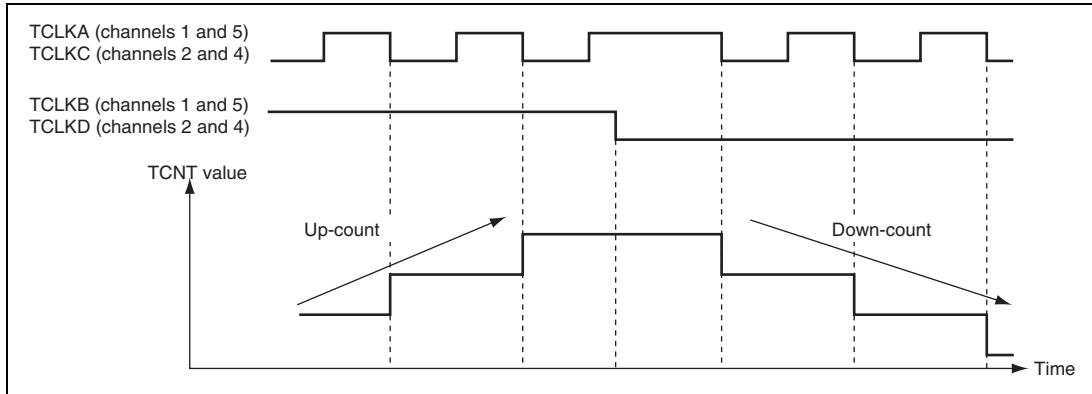 TCLKA (channels 1 and 5)
TCLKC (channels 2 and 4)
TCLKB (channels 1 and 5)
TCLKD (channels 2 and 4)
TCNT value
Up-count
Down-count
Time